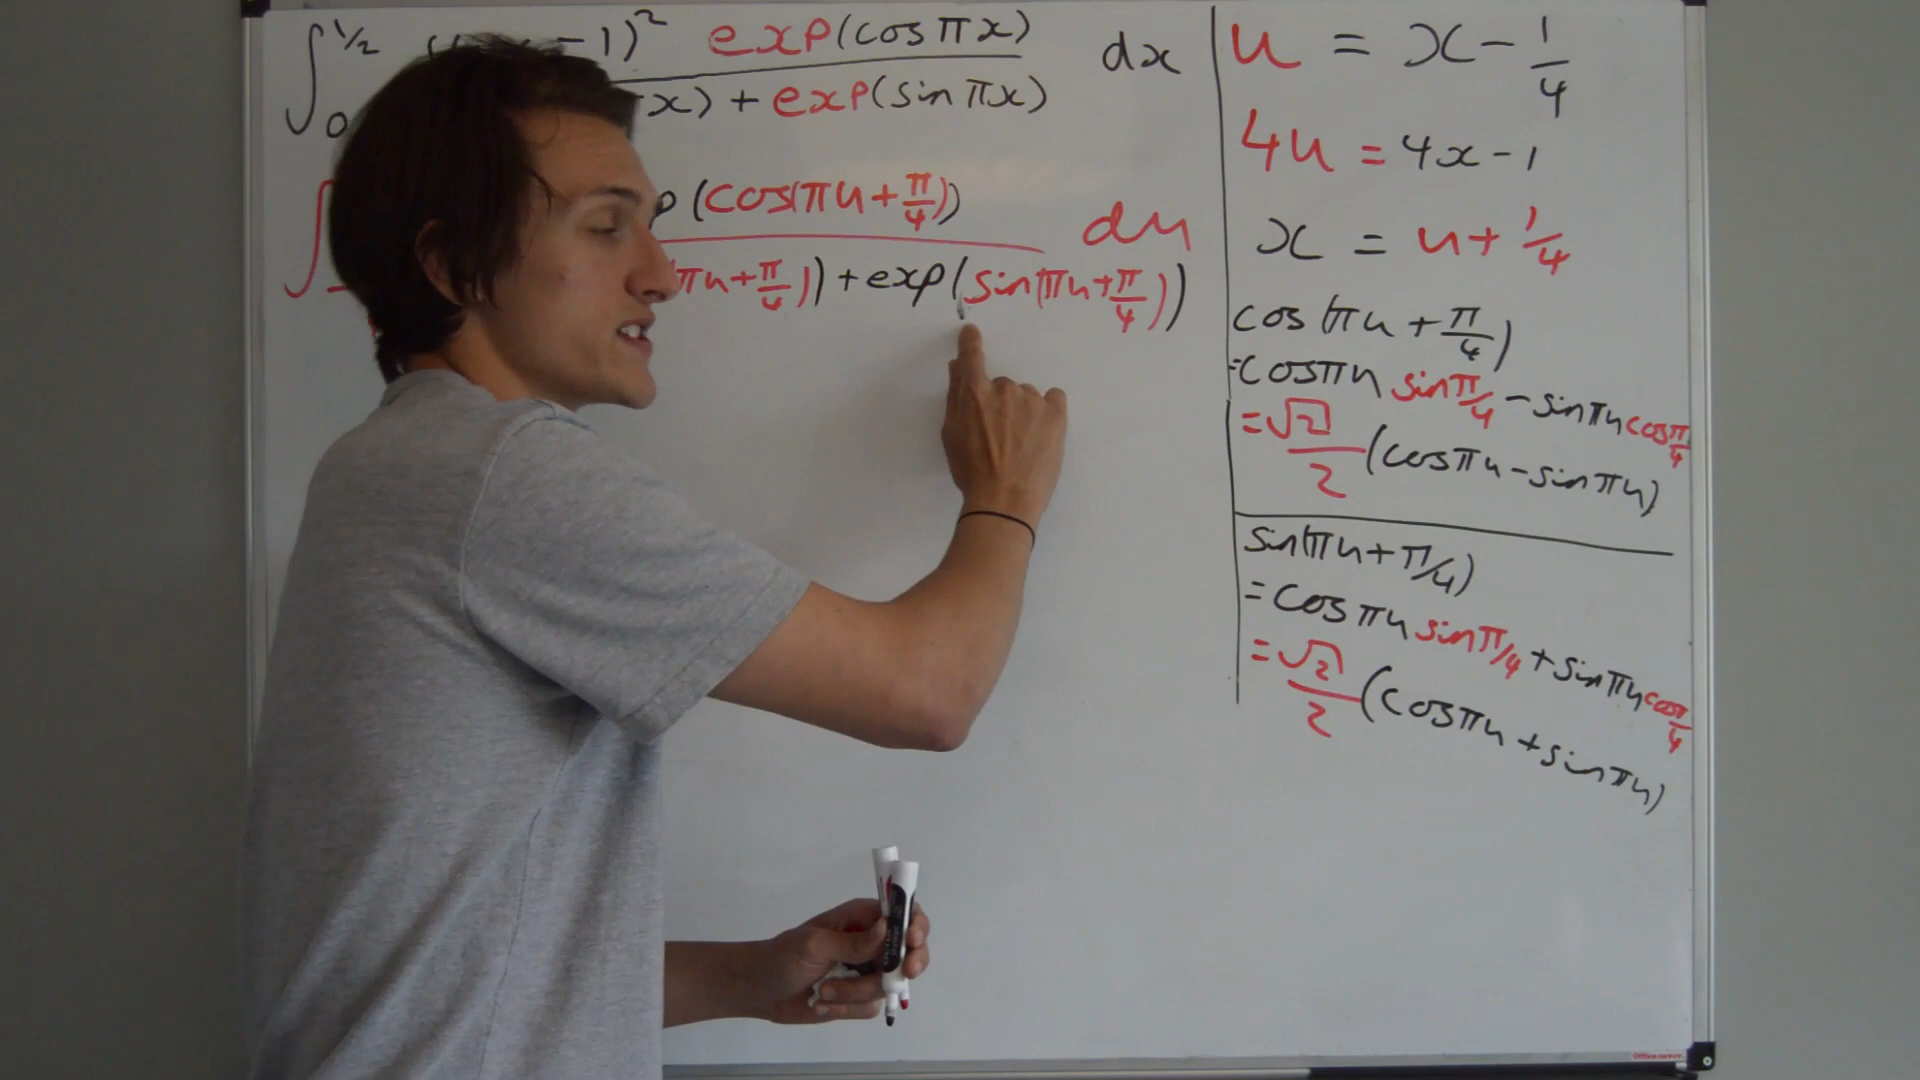 ∫₀^½ -1)² exp(cos πx) dx
x) + exp(sin πx)
∫ (cos(πu + π/4)) du
πu + π/4)) + exp(sin(πu + π/4))
u = x - 1/4
4u = 4x - 1
x = u + 1/4
cos(πu + π/4)
= cos πu sin π/4 - sin πu cos π/4
= √2/2 (cos πu - sin πu)
sin(πu + π/4)
= cos πu sin π/4 + sin πu cos π/4
= √2/2 (cos πu + sin πu)